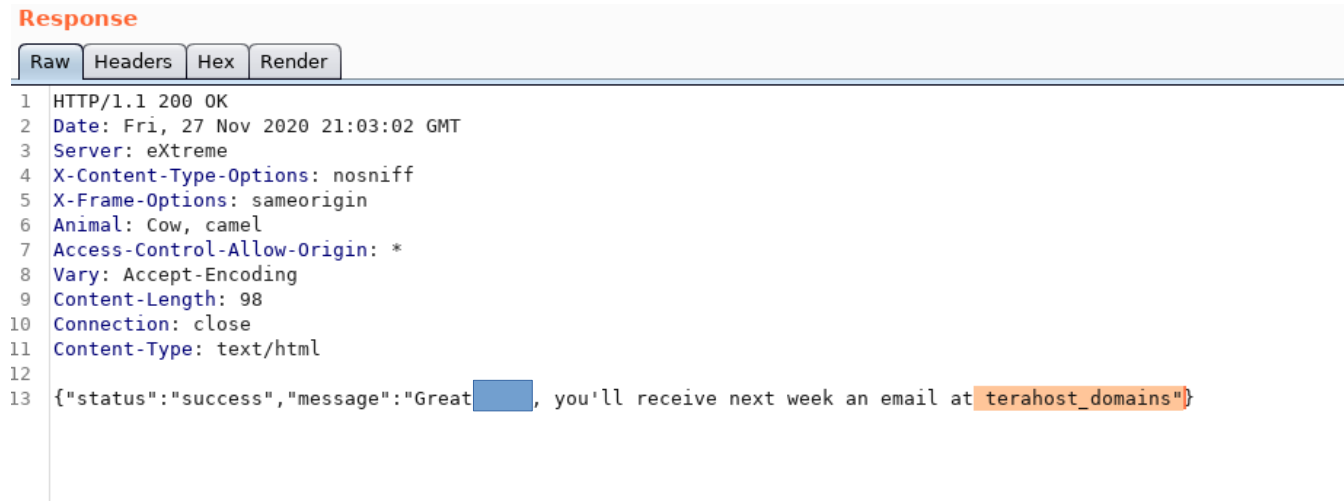 Response
Raw Headers Hex Render
1 HTTP/1.1 200 OK
2 Date: Fri, 27 Nov 2020 21:03:02 GMT
3 Server: eXtreme
4 X-Content-Type-Options: nosniff
5 X-Frame-Options: sameorigin
6 Animal: Cow, camel
7 Access-Control-Allow-Origin: *
8 Vary: Accept-Encoding
9 Content-Length: 98
10 Connection: close
11 Content-Type: text/html
12
13 {"status":"success","message":"Great , you'll receive next week an email at terahost_domains"}